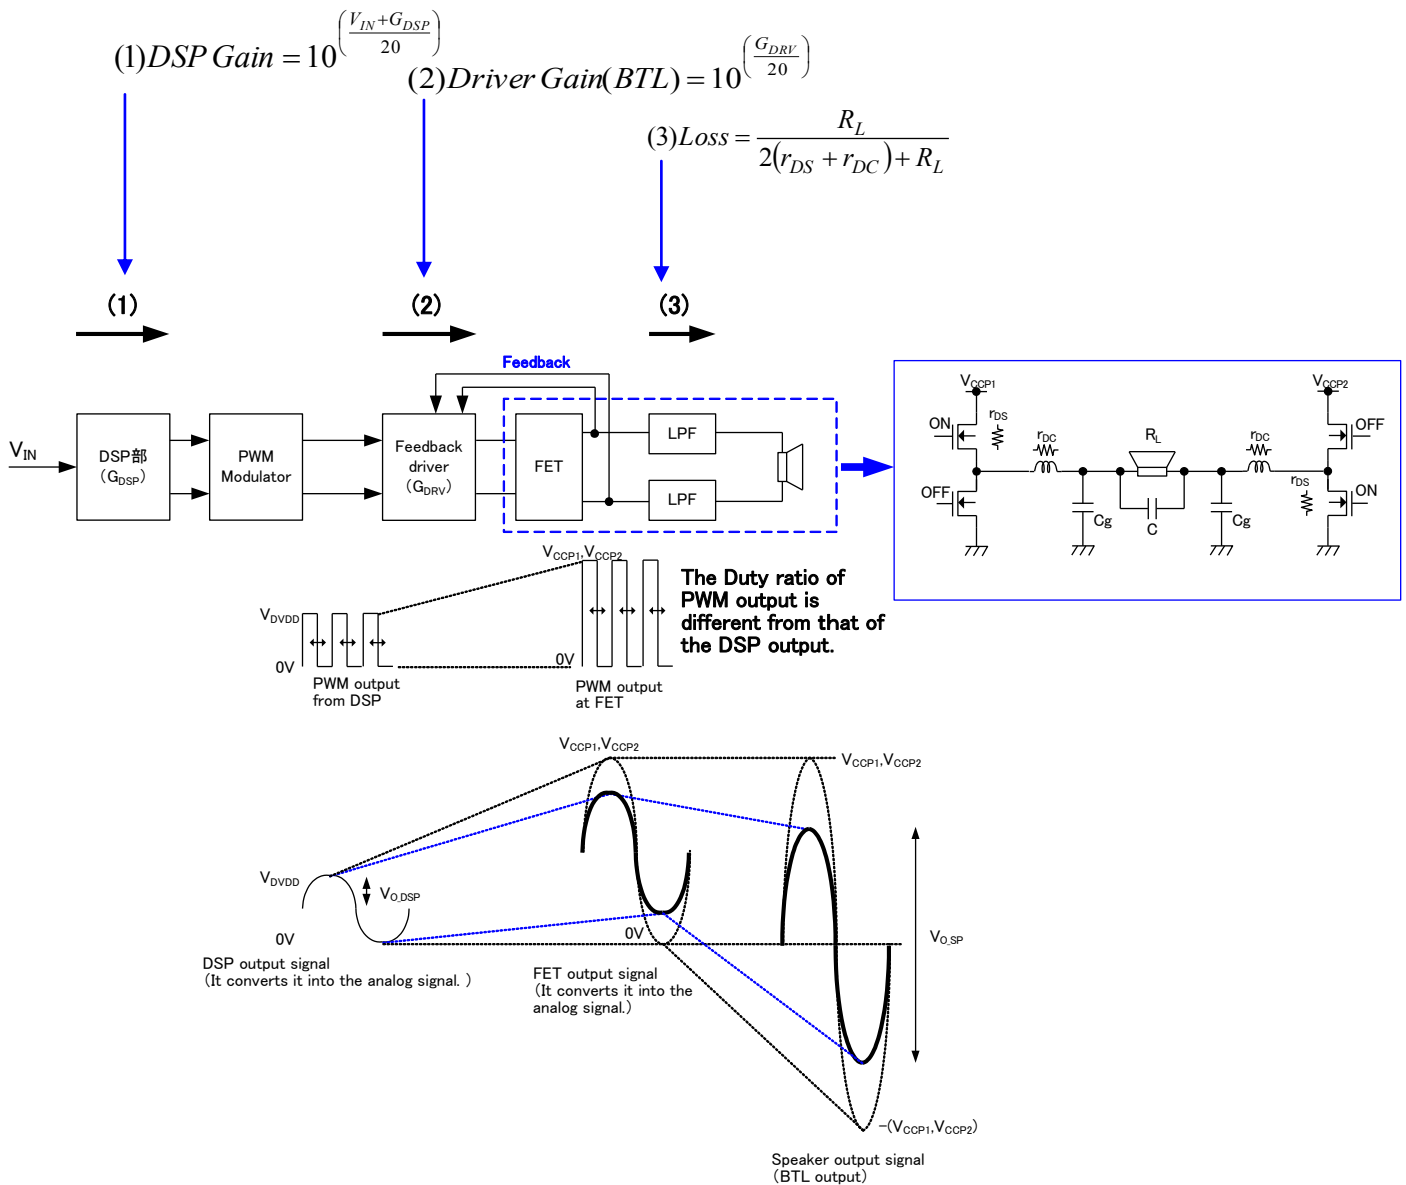 (1)DSP Gain = 10^((V_IN+G_DSP)/20)
(2)Driver Gain(BTL) = 10^(G_DRV/20)
(3)Loss = R_L / (2(r_DS + r_DC) + R_L)
(1)
(2)
(3)
Feedback
V_IN
DSP部
(G_DSP)
PWM
Modulator
Feedback
driver
(G_DRV)
FET
LPF
LPF
V_CCP1
V_CCP2
ON
r_DS
r_DC
R_L
r_DC
OFF
OFF
r_DS
ON
Cg
C
Cg
V_CCP1,V_CCP2
V_DVDD
0V
0V
The Duty ratio of
PWM output is
different from that of
the DSP output.
PWM output
from DSP
PWM output
at FET
V_CCP1,V_CCP2
V_CCP1,V_CCP2
V_DVDD
V_O_DSP
0V
0V
V_O_SP
DSP output signal
(It converts it into the analog signal. )
FET output signal
(It converts it into the
analog signal.)
-(V_CCP1,V_CCP2)
Speaker output signal
(BTL output)